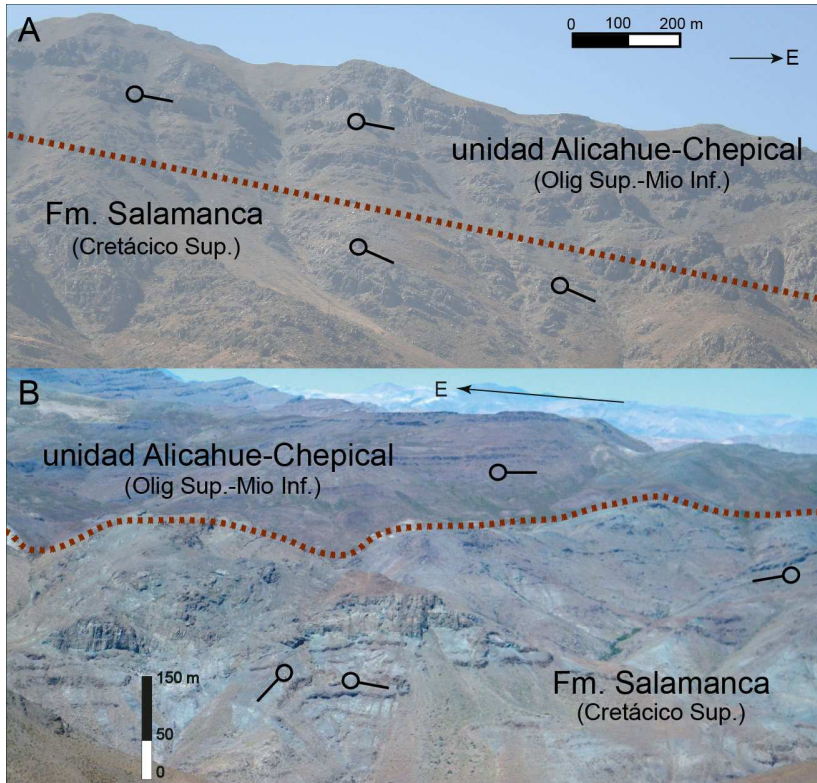 A
0 100 200 m
E
unidad Alicahue-Chepical
(Olig Sup.-Mio Inf.)
Fm. Salamanca
(Cretácico Sup.)
B
E
unidad Alicahue-Chepical
(Olig Sup.-Mio Inf.)
150 m
50
0
Fm. Salamanca
(Cretácico Sup.)